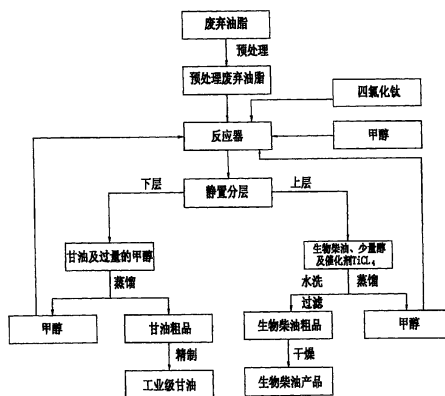 废弃油脂
预处理
预处理废弃油脂
四氯化钛
反应器
甲醇
下层
静置分层
上层
甘油及过量的甲醇
生物柴油、少量醇
及催化剂TiCL₄
蒸馏
水洗
蒸馏
过滤
甲醇
甘油粗品
生物柴油粗品
甲醇
精制
干燥
工业级甘油
生物柴油产品